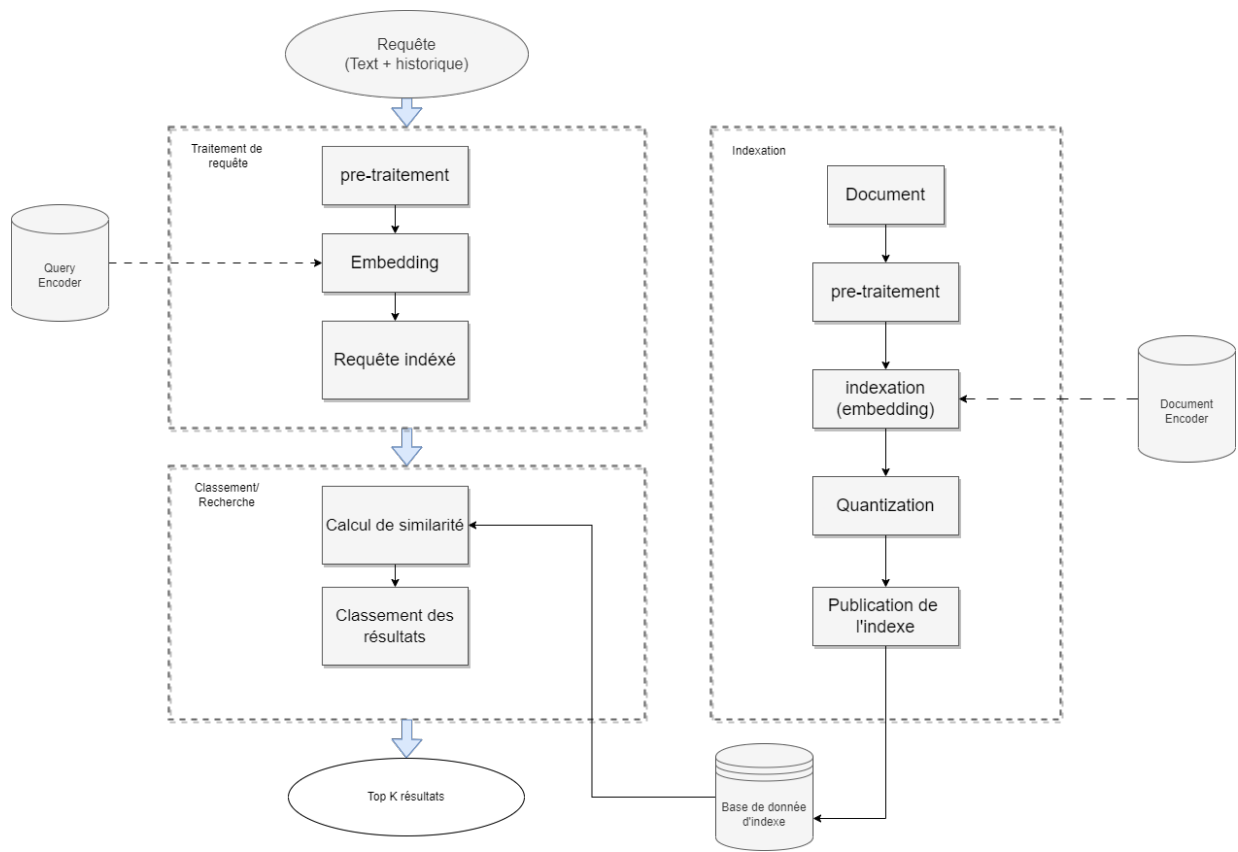 Requête
(Text + historique)
Traitement de
requête
pre-traitement
Query
Encoder
Embedding
Requête indéxé
Classement/
Recherche
Calcul de similarité
Classement des
résultats
Top K résultats
Indexation
Document
pre-traitement
indexation
(embedding)
Document
Encoder
Quantization
Publication de
l'indexe
Base de donnée
d'indexe